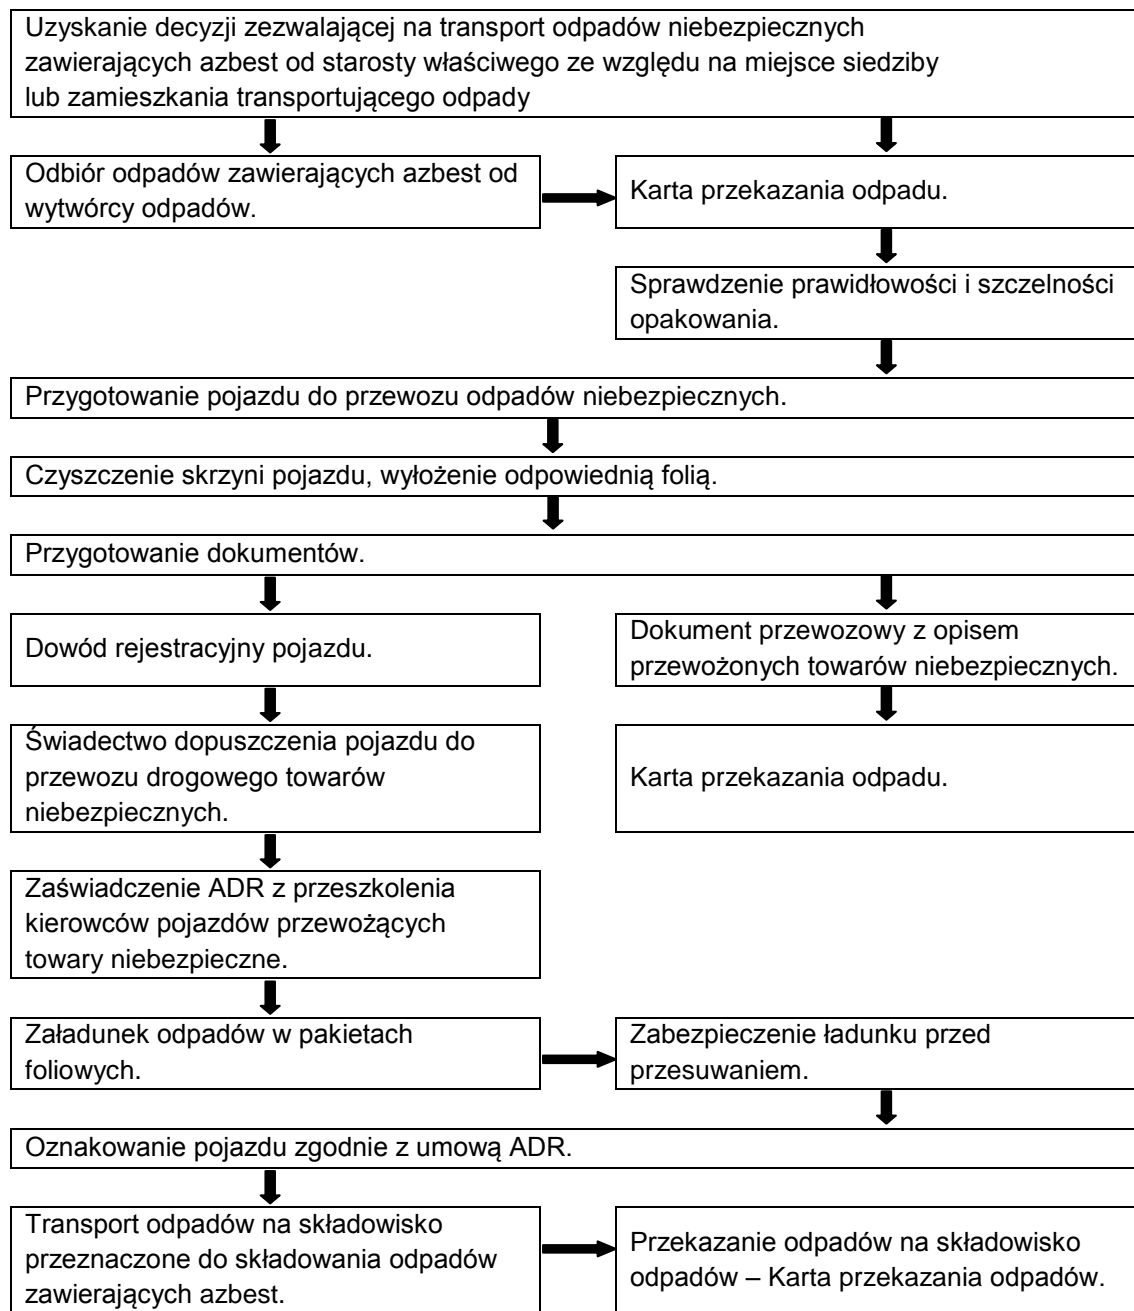 Uzyskanie decyzji zezwalającej na transport odpadów niebezpiecznych
zawierających azbest od starosty właściwego ze względu na miejsce siedziby
lub zamieszkania transportującego odpady
Odbiór odpadów zawierających azbest od
wytwórcy odpadów.
Karta przekazania odpadu.
Sprawdzenie prawidłowości i szczelności
opakowania.
Przygotowanie pojazdu do przewozu odpadów niebezpiecznych.
Czyszczenie skrzyni pojazdu, wyłożenie odpowiednią folią.
Przygotowanie dokumentów.
Dowód rejestracyjny pojazdu.
Dokument przewozowy z opisem
przewożonych towarów niebezpiecznych.
Świadectwo dopuszczenia pojazdu do
przewozu drogowego towarów
niebezpiecznych.
Karta przekazania odpadu.
Zaświadczenie ADR z przeszkolenia
kierowców pojazdów przewożących
towary niebezpieczne.
Załadunek odpadów w pakietach
foliowych.
Zabezpieczenie ładunku przed
przesuwaniem.
Oznakowanie pojazdu zgodnie z umową ADR.
Transport odpadów na składowisko
przeznaczone do składowania odpadów
zawierających azbest.
Przekazanie odpadów na składowisko
odpadów – Karta przekazania odpadów.